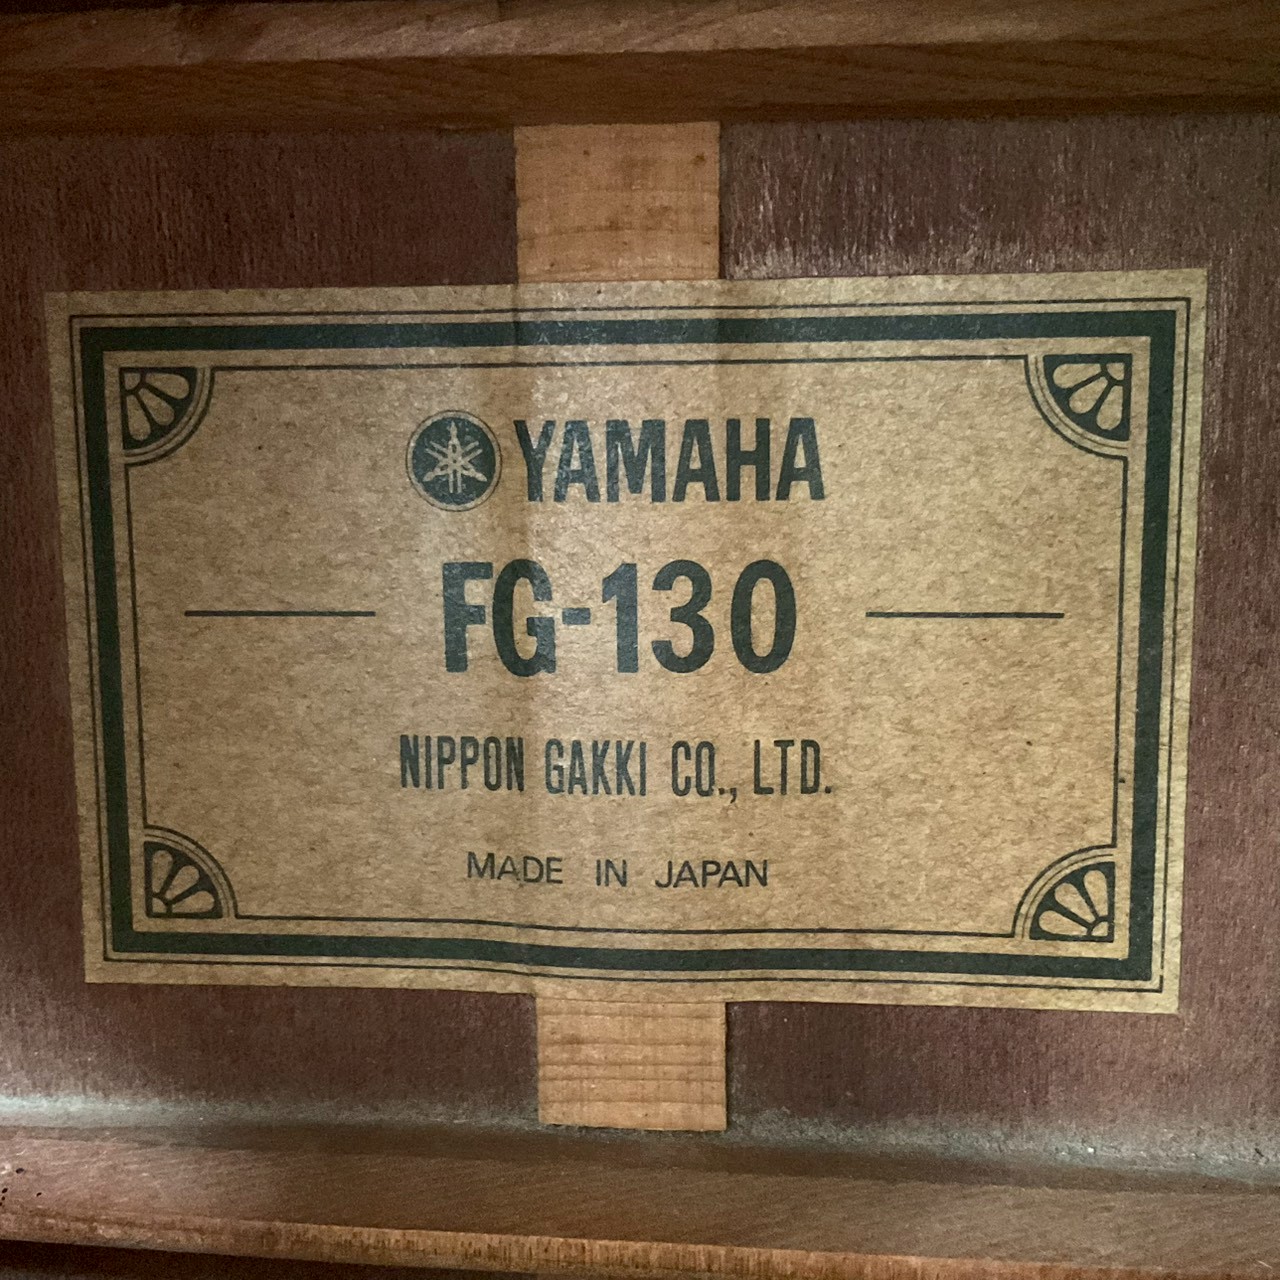 YAMAHA
FG-130
NIPPON GAKKI CO., LTD.
MADE IN JAPAN